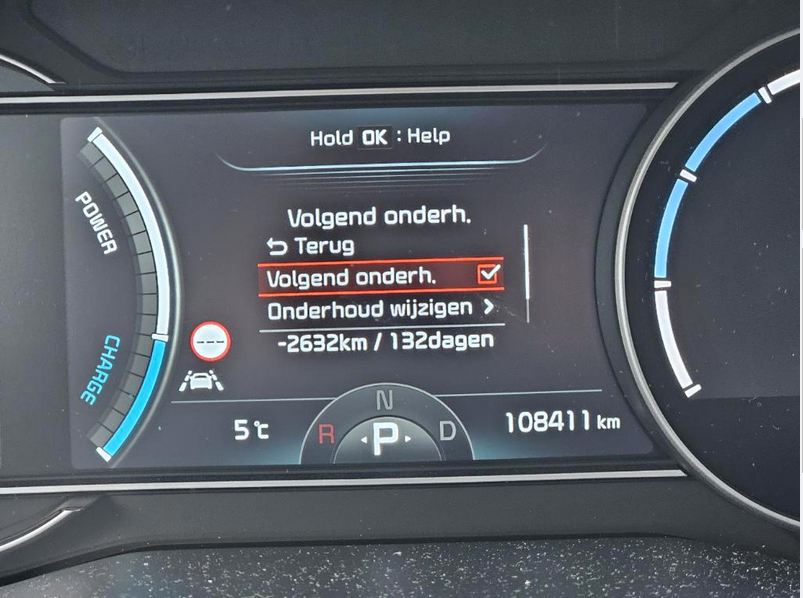 Hold OK : Help
Volgend onderh.
Terug
Volgend onderh.
Onderhoud wijzigen
-2632km / 132dagen
POWER
CHARGE
5°C
R N D
P
108411 km